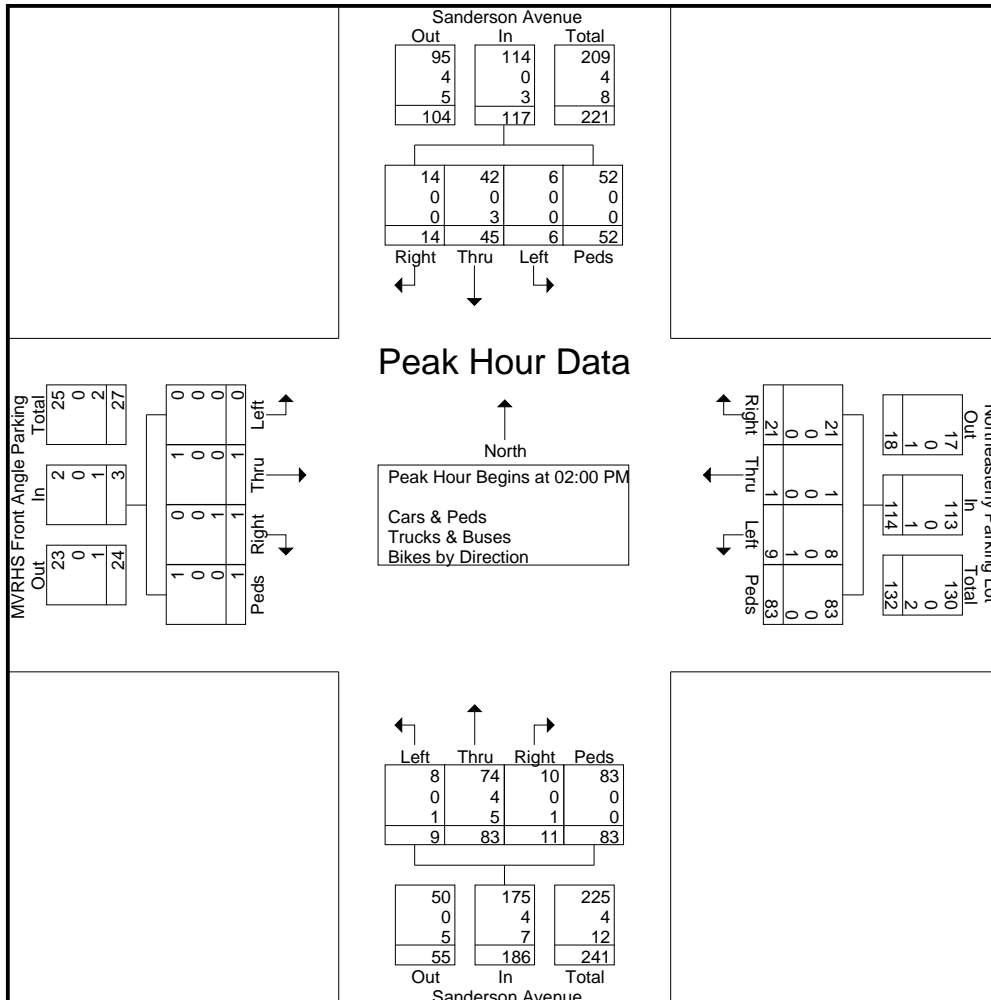 Sanderson Avenue
Out In Total
95 114 209
4 0 4
5 3 8
104 117 221
14 42 6 52
0 0 0 0
0 3 0 0
14 45 6 52
Right Thru Left Peds
Peak Hour Data
North
Peak Hour Begins at 02:00 PM
Cars & Peds
Trucks & Buses
Bikes by Direction
MVRHS Front Angle Parking
Out In Total
23 2 25
0 0 0
1 1 2
24 3 27
1 0 1 0
0 0 0 0
0 1 0 0
1 1 1 0
Peds Right Thru Left
Northeasterly Parking Lot
Out In Total
17 113 130
0 0 0
1 1 2
18 114 132
21 1 8 83
0 0 0 0
0 0 1 0
21 1 9 83
Right Thru Left Peds
Left Thru Right Peds
8 74 10 83
0 4 0 0
1 5 1 0
9 83 11 83
50 175 225
0 4 4
5 7 12
55 186 241
Out In Total
Sanderson Avenue